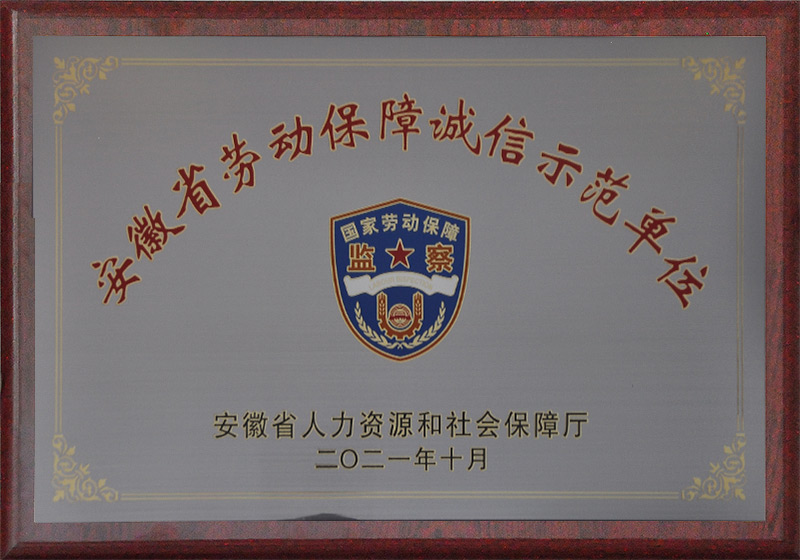 安徽省劳动保障诚信示范单位
国家劳动保障
监察
安徽省人力资源和社会保障厅
二〇二一年十月